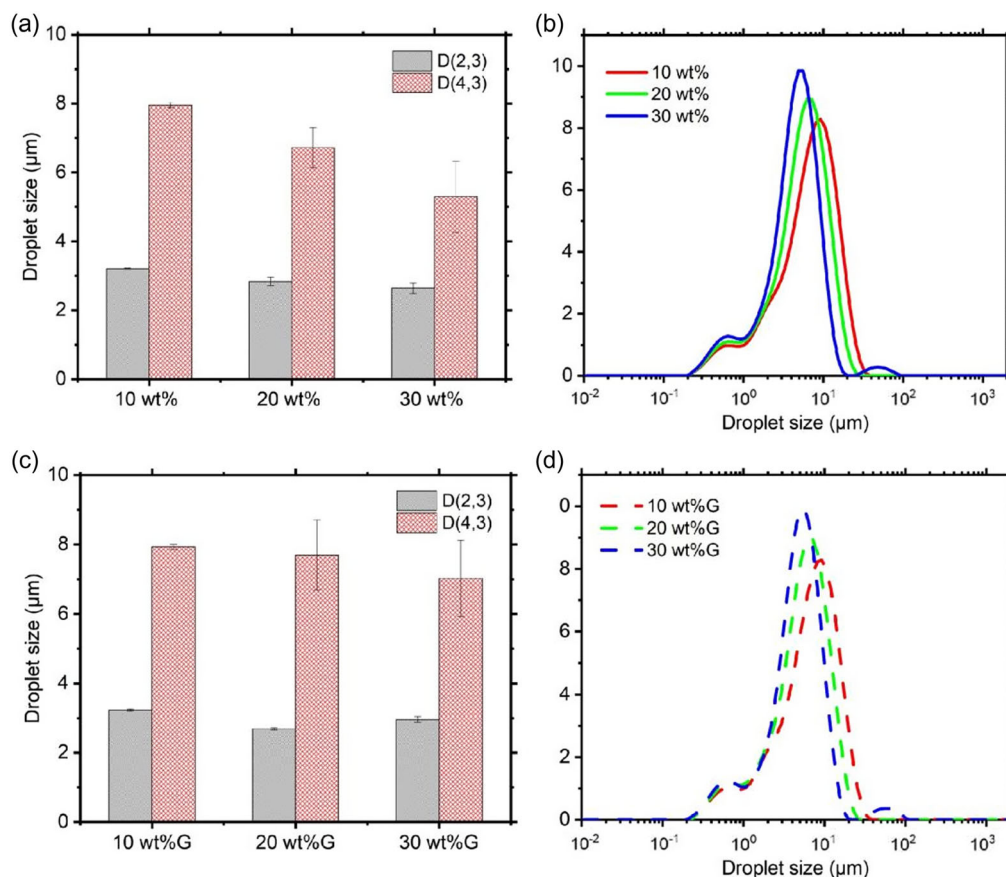 (a)
10
8
6
4
2
0
Droplet size (μm)
D(2,3)
D(4,3)
10 wt%
20 wt%
30 wt%
(b)
10
8
6
4
2
0
10 wt%
20 wt%
30 wt%
10⁻²
10⁻¹
10⁰
10¹
10²
10³
Droplet size (μm)
(c)
10
8
6
4
2
0
Droplet size (μm)
D(2,3)
D(4,3)
10 wt%G
20 wt%G
30 wt%G
(d)
0
8
6
4
2
0
10 wt%G
20 wt%G
30 wt%G
10⁻²
10⁻¹
10⁰
10¹
10²
10³
Droplet size (μm)